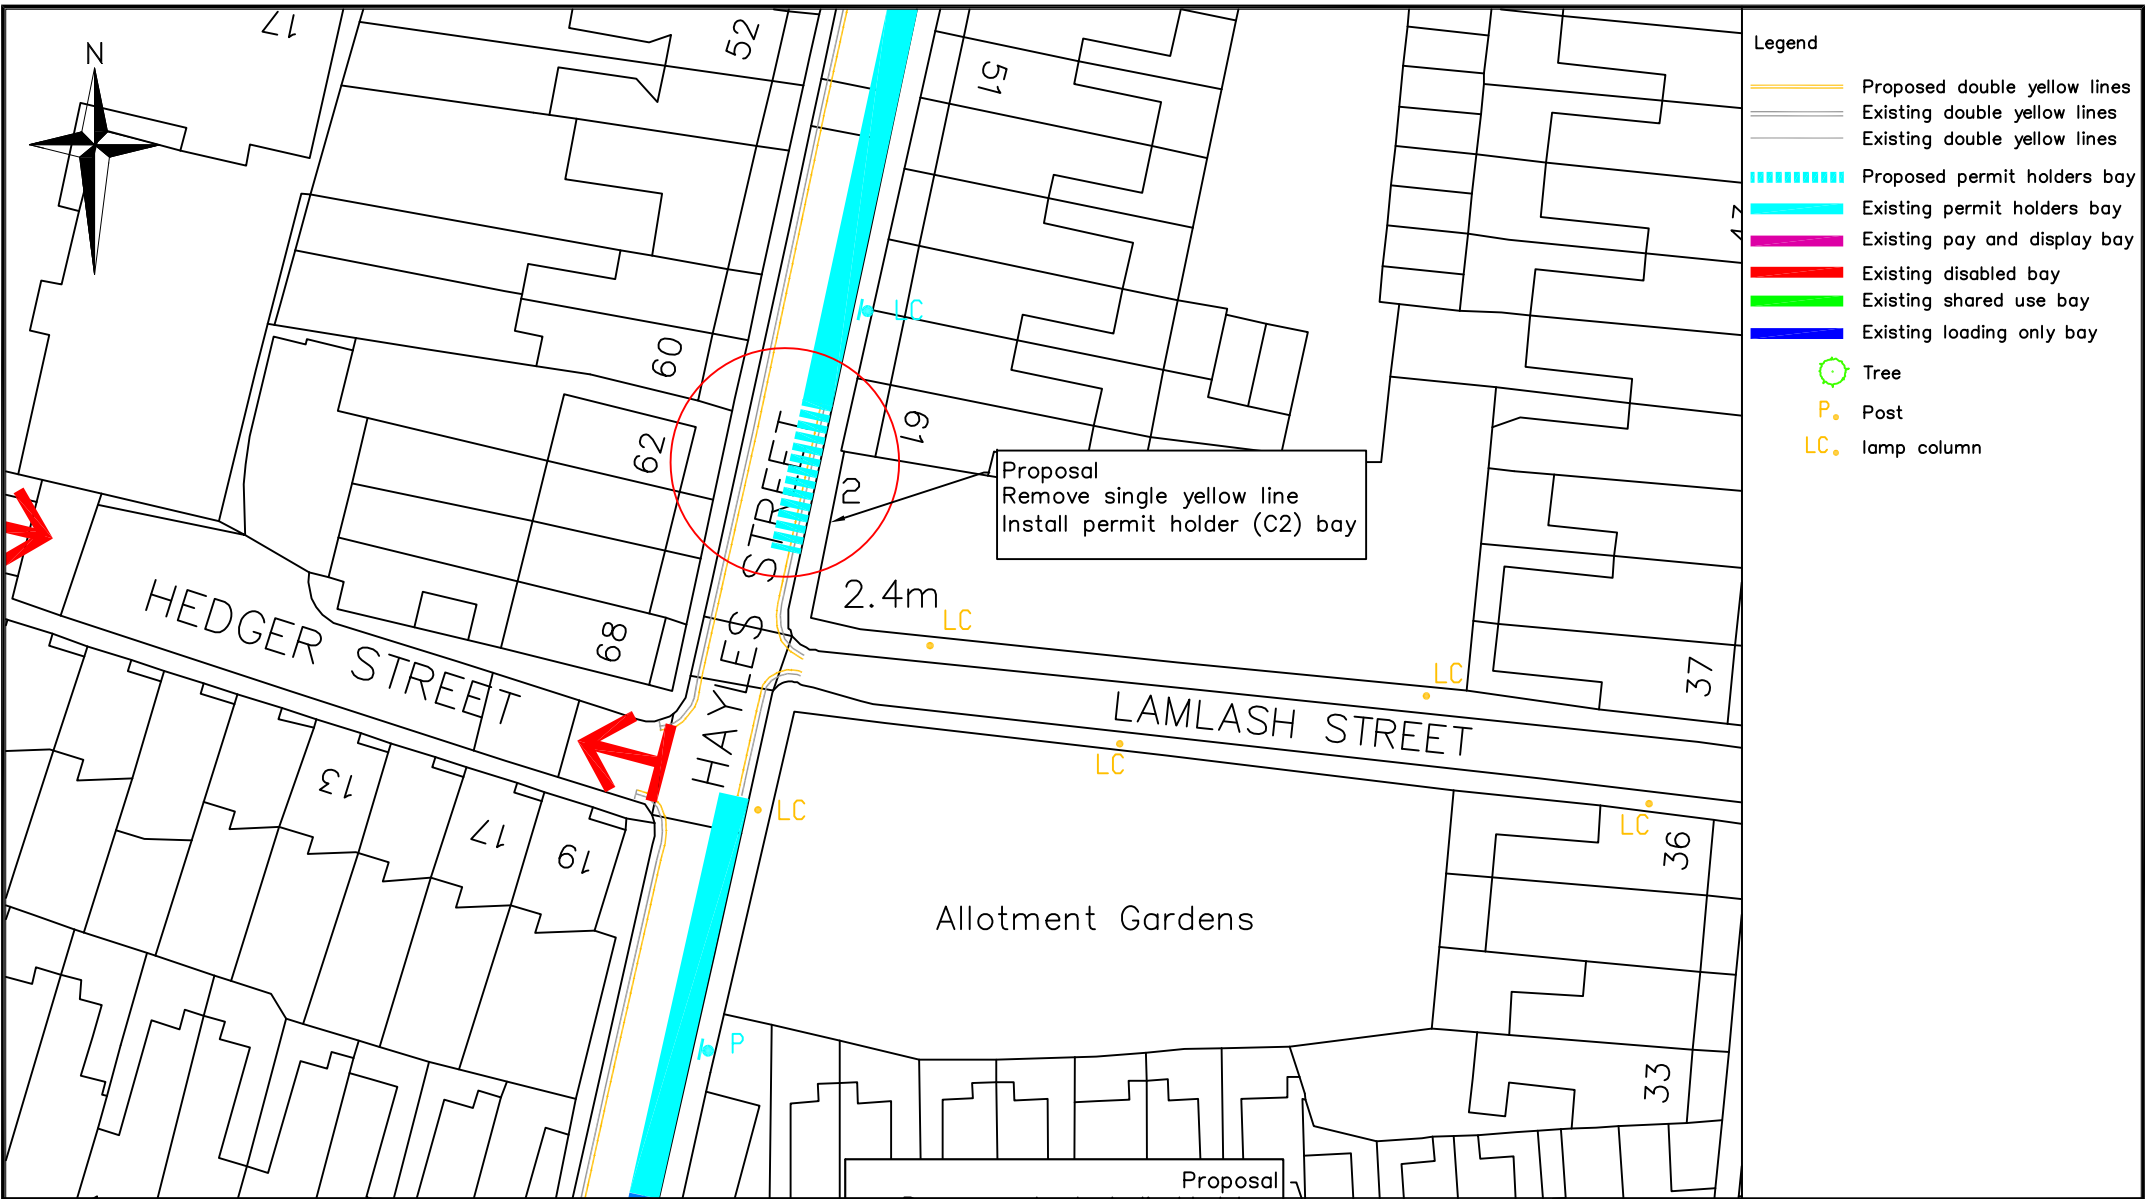 N
17
52
51
60
62
61
2
68
LC
Proposal
Remove single yellow line
Install permit holder (C2) bay
HAYLES STREET
2.4m
LC
LC
HEDGER STREET
LAMLASH STREET
LC
LC
LC
37
13
17
19
36
Allotment Gardens
P
33
Proposal
Legend
Proposed double yellow lines
Existing double yellow lines
Existing double yellow lines
Proposed permit holders bay
Existing permit holders bay
Existing pay and display bay
Existing disabled bay
Existing shared use bay
Existing loading only bay
Tree
P. Post
LC. lamp column